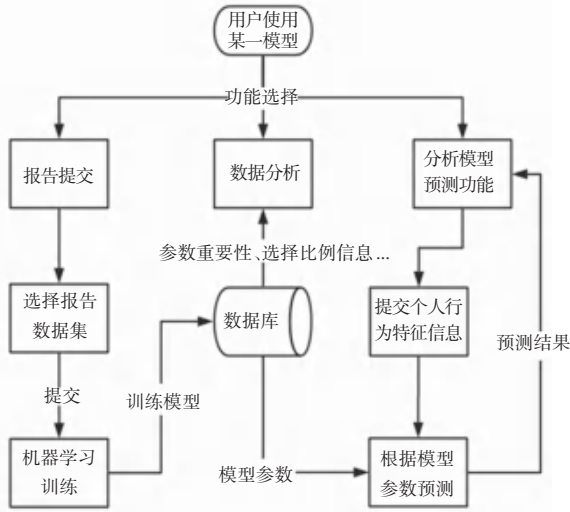 用户使用
某一模型
功能选择
报告提交
数据分析
分析模型
预测功能
参数重要性、选择比例信息...
选择报告
数据集
数据库
提交个人行
为特征信息
预测结果
提交
训练模型
机器学习
训练
模型参数
根据模型
参数预测